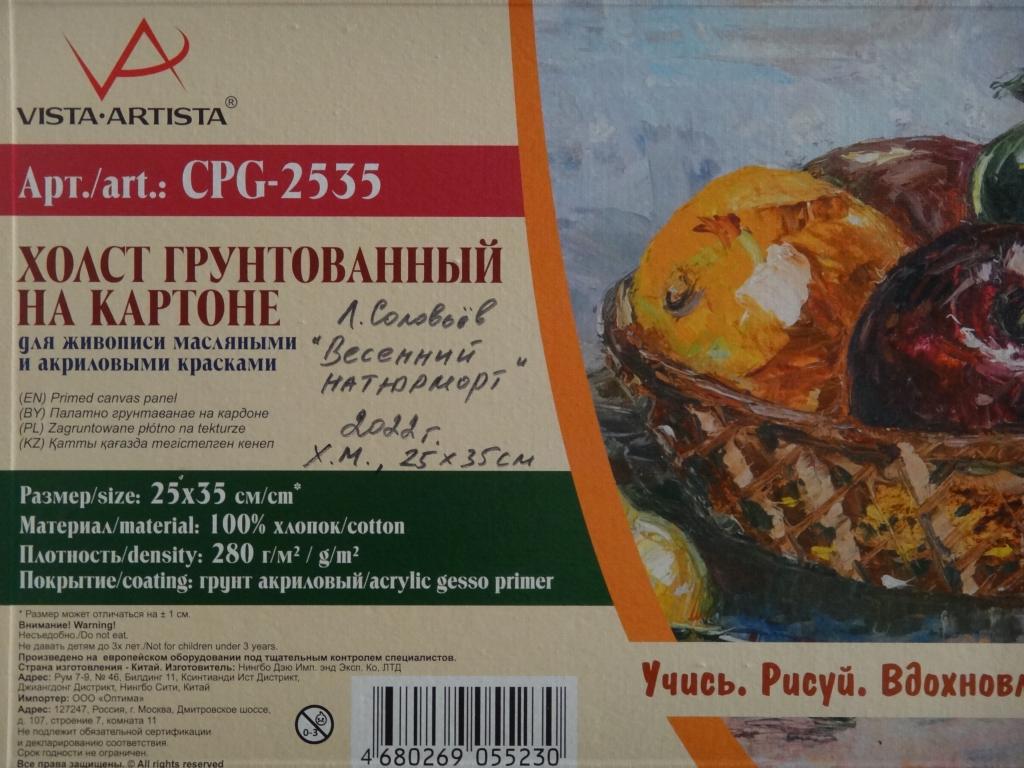 VISTA·ARTISTA®
Арт./art.: CPG-2535
ХОЛСТ ГРУНТОВАННЫЙ
НА КАРТОНЕ
для живописи масляными
и акриловыми красками
Л. Соловьёв
"Весенний
натюрморт"
2022 г.
Х.М., 25х35см
(EN) Primed canvas panel
(BY) Палатно грунтаванае на кардоне
(PL) Zagruntowane płótno na tekturze
(KZ) Қатты қағазда тегістелген кенеп
Размер/size: 25х35 см/cm*
Материал/material: 100% хлопок/cotton
Плотность/density: 280 г/м² / g/m²
Покрытие/coating: грунт акриловый/acrylic gesso primer
* Размер может отличаться на ± 1 см.
Внимание! Warning!
Несъедобно./Do not eat.
Не давать детям до 3х лет./Not for children under 3 years.
Произведено на европейском оборудовании под тщательным контролем специалистов.
Страна изготовления - Китай. Изготовитель: Нингбо Дэю Имп. энд Эксп. Ко, ЛТД
Адрес: Рум 7-9, № 46, Билдинг 11, Ксинтианди Ист Дистрикт,
Джиангдонг Дистрикт, Нингбо Сити, Китай
Импортер: ООО «Оптима»
Адрес: 127247, Россия, г. Москва, Дмитровское шоссе,
д. 107, строение 7, комната 11
Не подлежит обязательной сертификации
и декларированию соответствия.
Срок годности не ограничен.
Все права защищены. © All rights reserved
0-3
4 680269 055230
Учись. Рисуй. Вдохновл